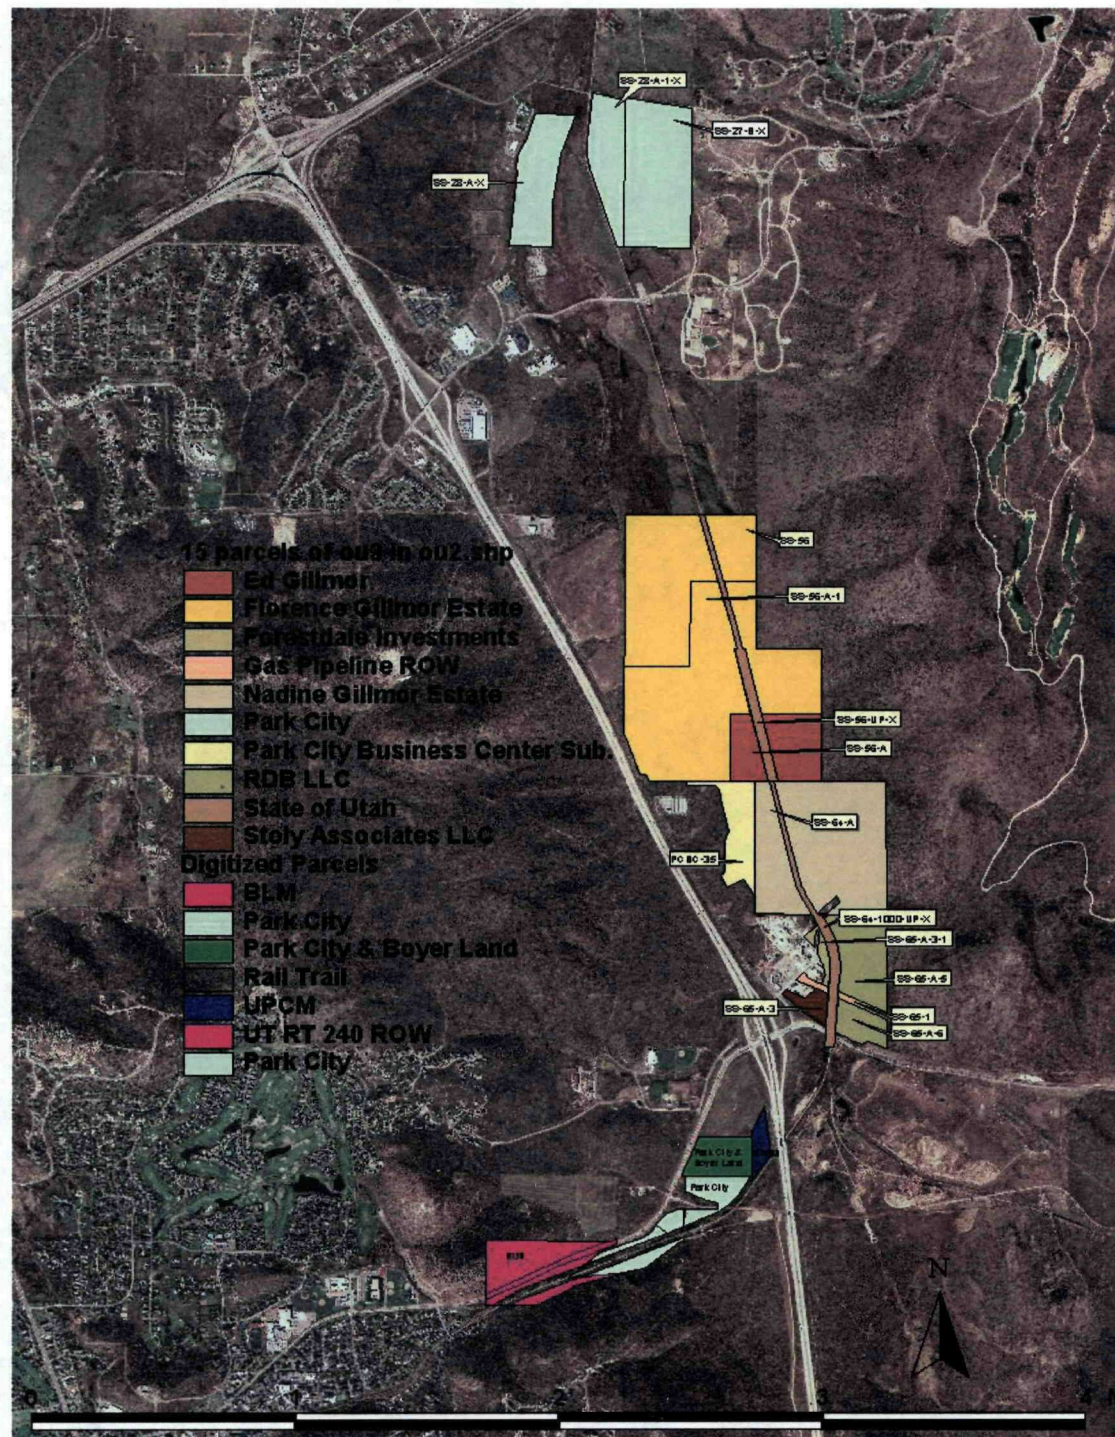 SS-28-A-1-X
SS-27-B-X
SS-28-A-X
SS-56
15 parcels of ou3 in ou2.shp
Ed Gillmor
SS-56-A-1
Florence Gillmor Estate
Forestdale Investments
Gas Pipeline ROW
Nadine Gillmor Estate
SS-56-UP-X
Park City
SS-56-A
Park City Business Center Sub.
RDB LLC
State of Utah
SS-64-A
Stoly Associates LLC
Digitized Parcels
PCBC-35
BLM
Park City
SS-64-1000-UP-X
Park City & Boyer Land
SS-65-A-3-1
Rail Trail
SS-65-A-5
UPCM
SS-65-A-3
SS-65-1
UT RT 240 ROW
SS-65-A-6
Park City
Park City &
Boyer Land
Park City
BLM
N
0 1 2 3 4